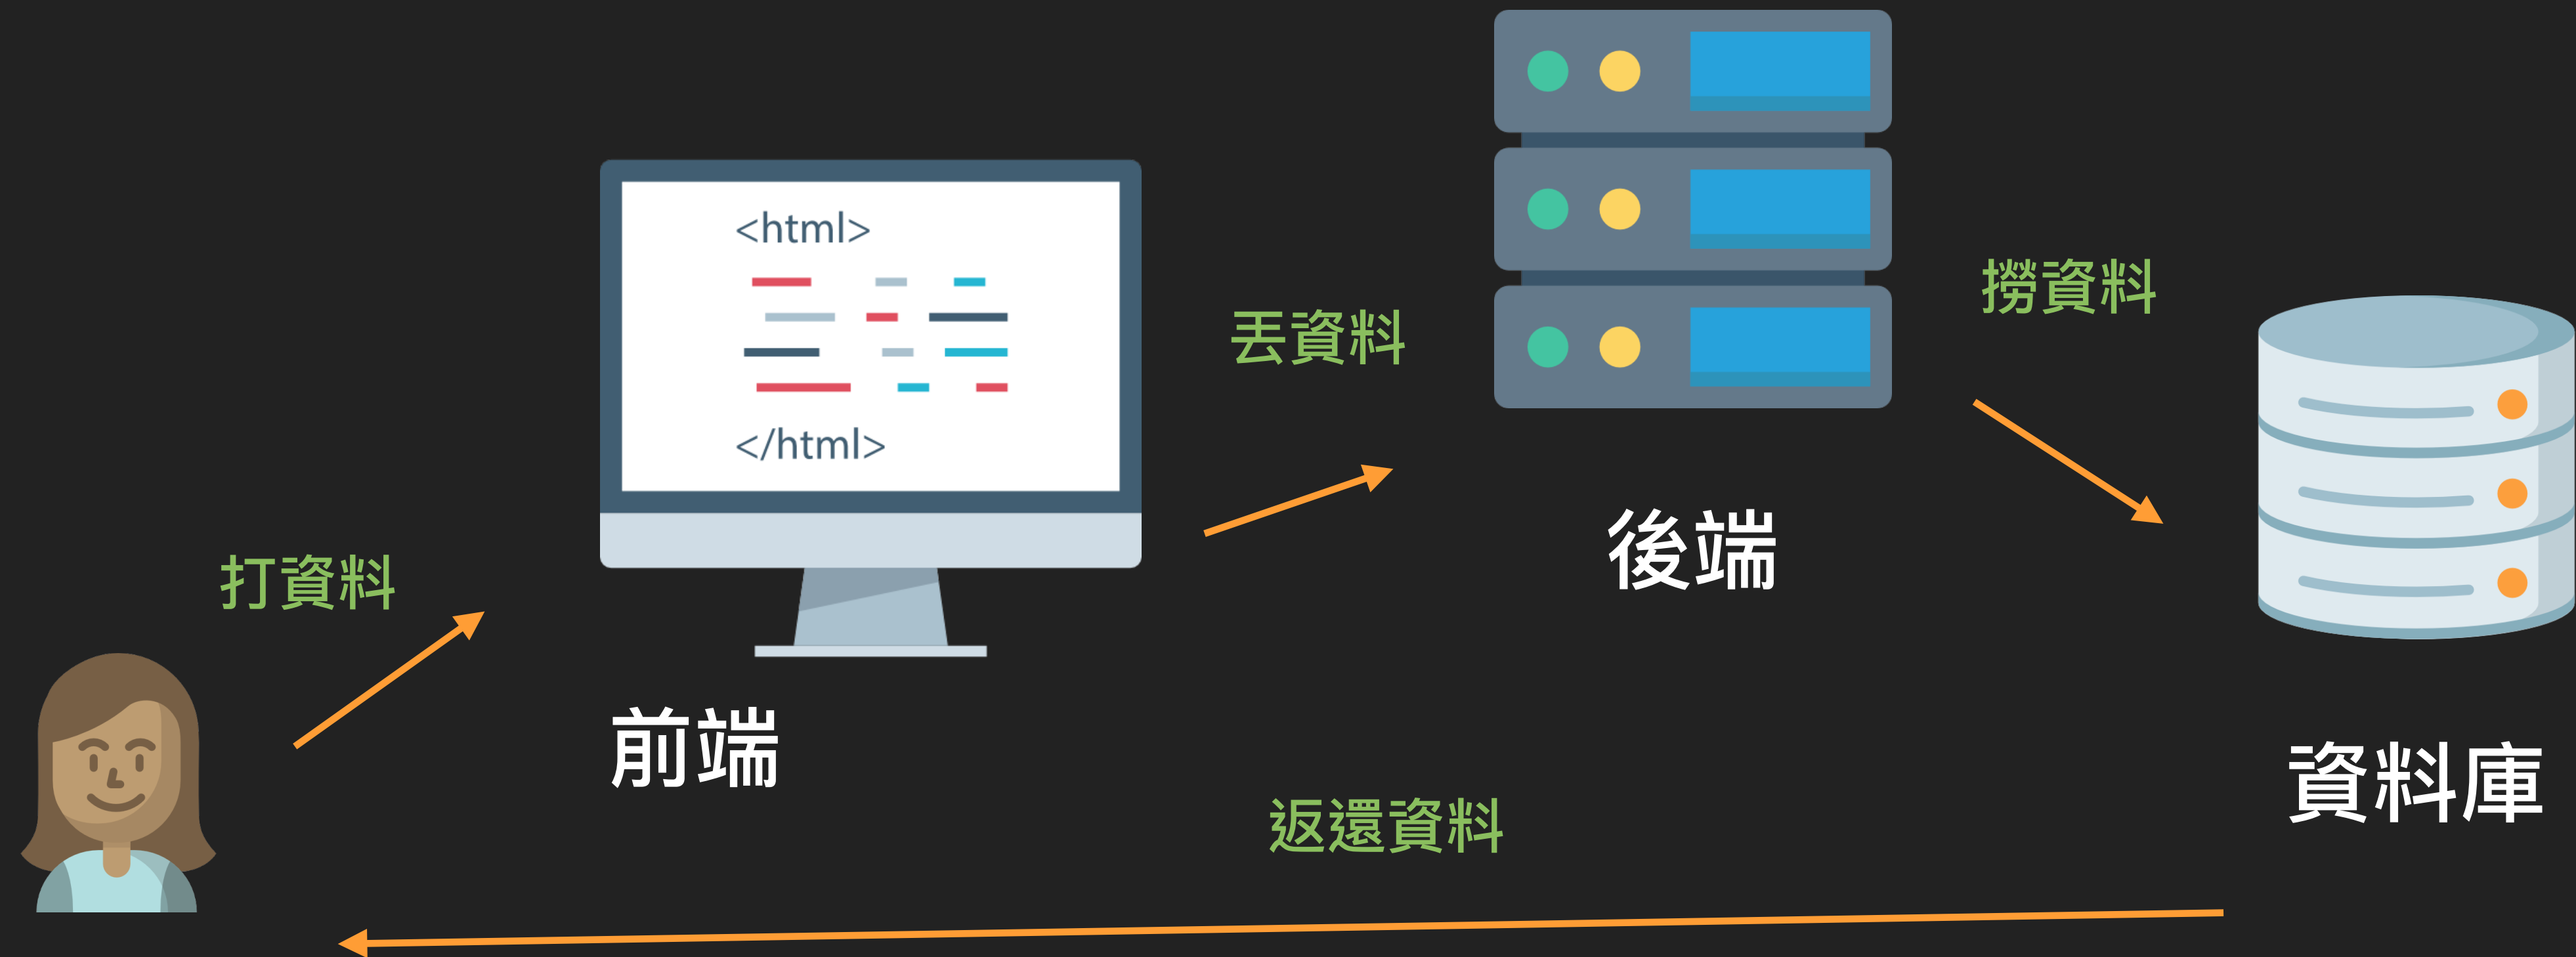 打資料
<html>
</html>
前端
丟資料
後端
撈資料
資料庫
返還資料